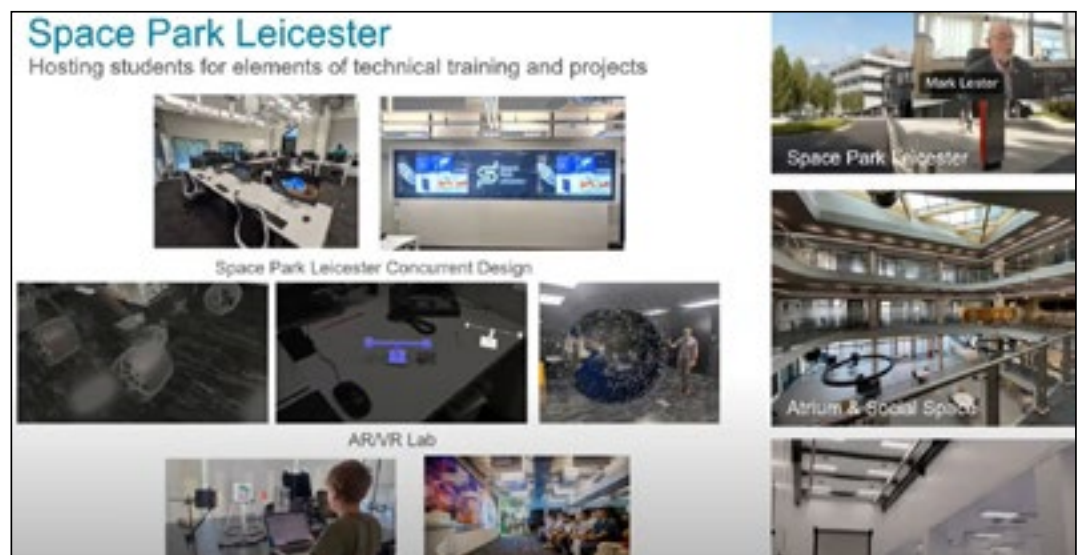 Space Park Leicester
Hosting students for elements of technical training and projects
Space Park Leicester Concurrent Design
AR/VR Lab
Mark Lester
Space Park Leicester
Atrium & Social Space